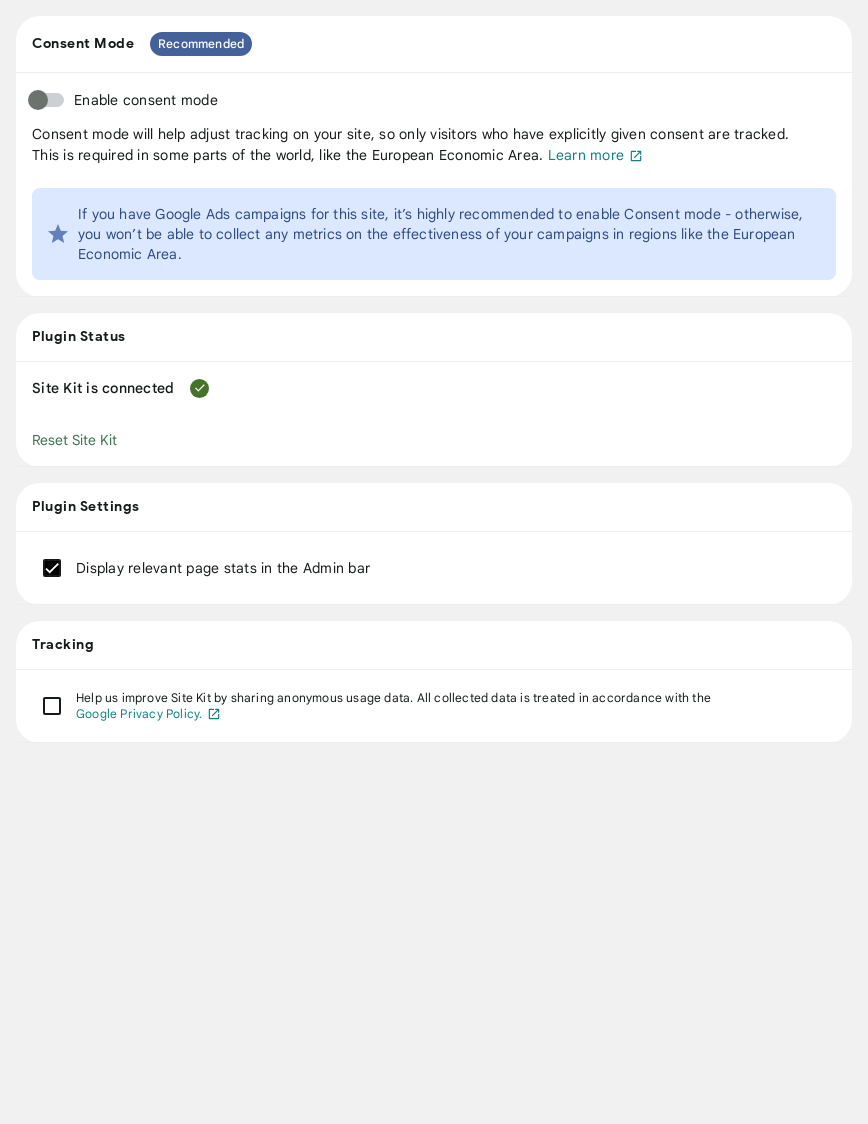 Consent Mode Recommended
Enable consent mode
Consent mode will help adjust tracking on your site, so only visitors who have explicitly given consent are tracked.
This is required in some parts of the world, like the European Economic Area. Learn more
If you have Google Ads campaigns for this site, it’s highly recommended to enable Consent mode - otherwise,
you won’t be able to collect any metrics on the effectiveness of your campaigns in regions like the European
Economic Area.
Plugin Status
Site Kit is connected
Reset Site Kit
Plugin Settings
Display relevant page stats in the Admin bar
Tracking
Help us improve Site Kit by sharing anonymous usage data. All collected data is treated in accordance with the
Google Privacy Policy.